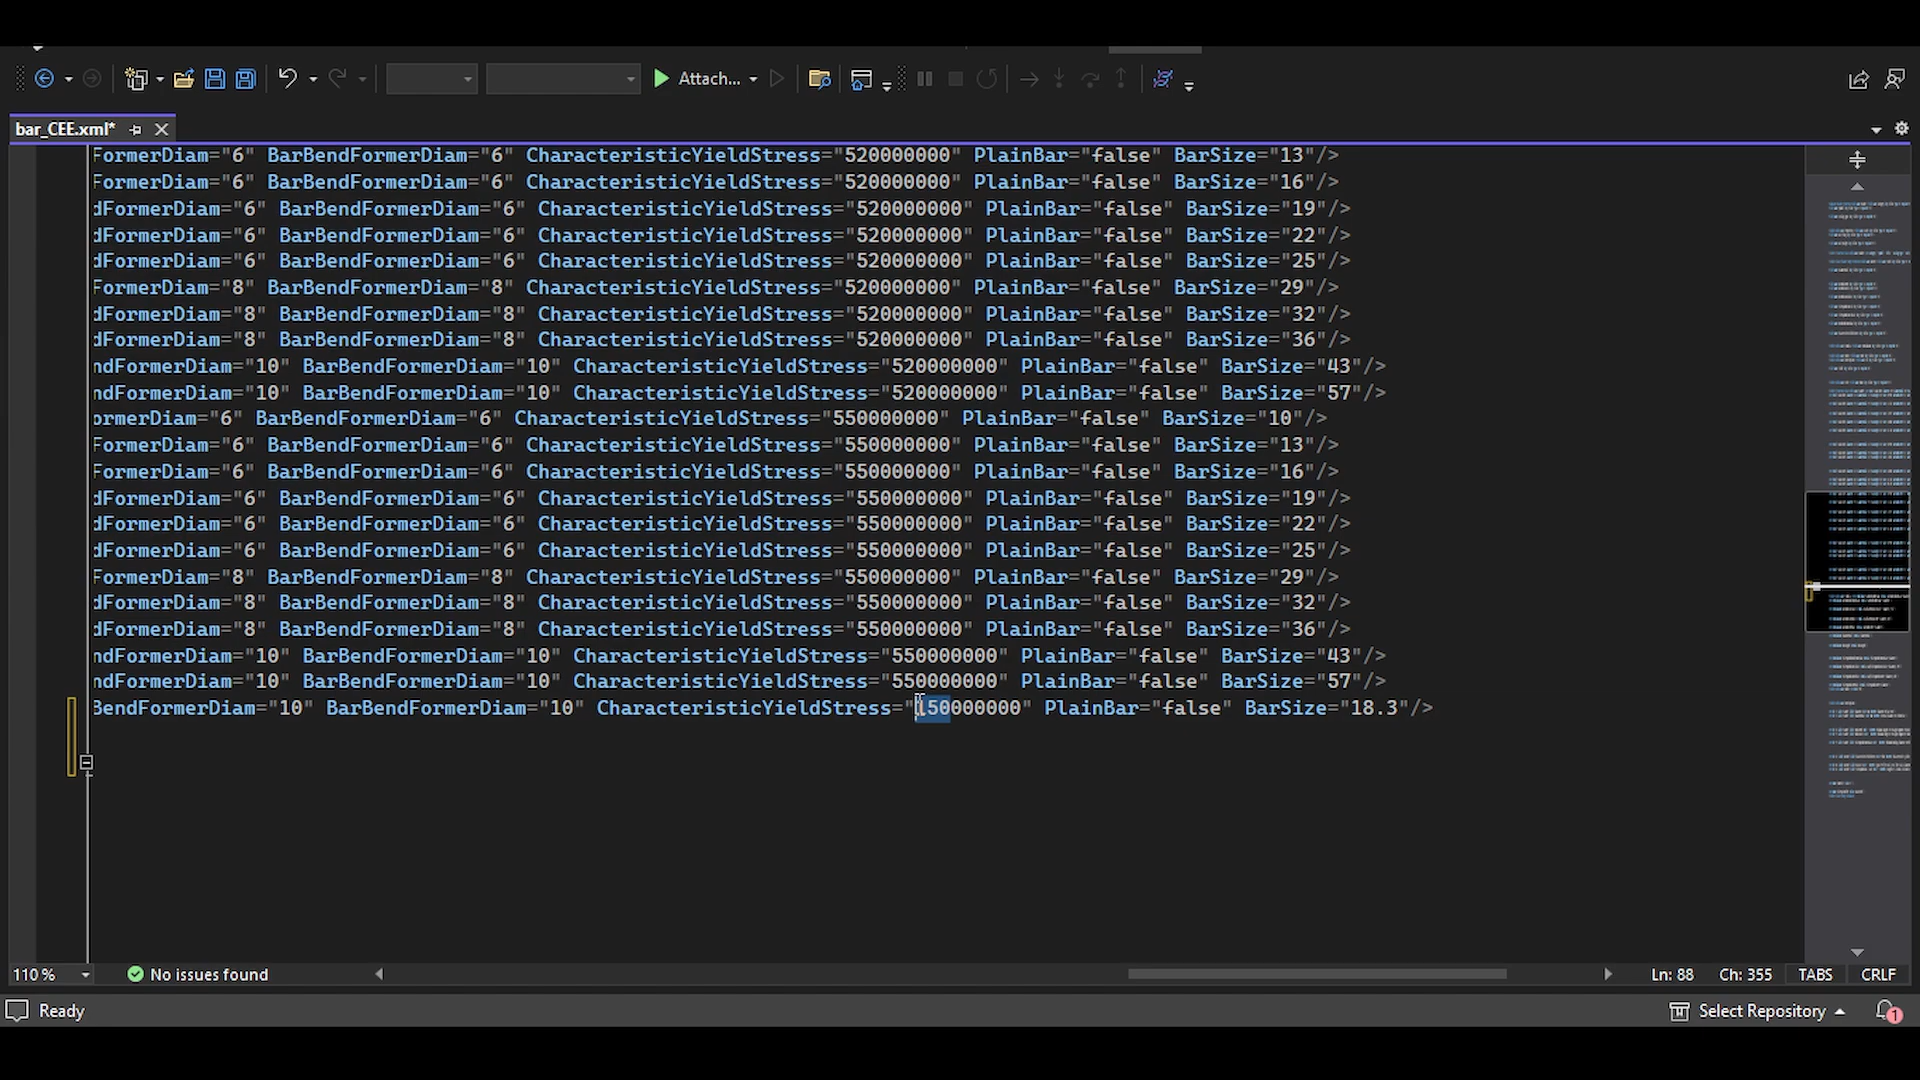 Attach...
bar_CEE.xml*
FormerDiam="6" BarBendFormerDiam="6" CharacteristicYieldStress="520000000" PlainBar="false" BarSize="13"/>
FormerDiam="6" BarBendFormerDiam="6" CharacteristicYieldStress="520000000" PlainBar="false" BarSize="16"/>
dFormerDiam="6" BarBendFormerDiam="6" CharacteristicYieldStress="520000000" PlainBar="false" BarSize="19"/>
dFormerDiam="6" BarBendFormerDiam="6" CharacteristicYieldStress="520000000" PlainBar="false" BarSize="22"/>
dFormerDiam="6" BarBendFormerDiam="6" CharacteristicYieldStress="520000000" PlainBar="false" BarSize="25"/>
FormerDiam="8" BarBendFormerDiam="8" CharacteristicYieldStress="520000000" PlainBar="false" BarSize="29"/>
dFormerDiam="8" BarBendFormerDiam="8" CharacteristicYieldStress="520000000" PlainBar="false" BarSize="32"/>
dFormerDiam="8" BarBendFormerDiam="8" CharacteristicYieldStress="520000000" PlainBar="false" BarSize="36"/>
ndFormerDiam="10" BarBendFormerDiam="10" CharacteristicYieldStress="520000000" PlainBar="false" BarSize="43"/>
ndFormerDiam="10" BarBendFormerDiam="10" CharacteristicYieldStress="520000000" PlainBar="false" BarSize="57"/>
ormerDiam="6" BarBendFormerDiam="6" CharacteristicYieldStress="550000000" PlainBar="false" BarSize="10"/>
FormerDiam="6" BarBendFormerDiam="6" CharacteristicYieldStress="550000000" PlainBar="false" BarSize="13"/>
FormerDiam="6" BarBendFormerDiam="6" CharacteristicYieldStress="550000000" PlainBar="false" BarSize="16"/>
dFormerDiam="6" BarBendFormerDiam="6" CharacteristicYieldStress="550000000" PlainBar="false" BarSize="19"/>
dFormerDiam="6" BarBendFormerDiam="6" CharacteristicYieldStress="550000000" PlainBar="false" BarSize="22"/>
dFormerDiam="6" BarBendFormerDiam="6" CharacteristicYieldStress="550000000" PlainBar="false" BarSize="25"/>
FormerDiam="8" BarBendFormerDiam="8" CharacteristicYieldStress="550000000" PlainBar="false" BarSize="29"/>
dFormerDiam="8" BarBendFormerDiam="8" CharacteristicYieldStress="550000000" PlainBar="false" BarSize="32"/>
dFormerDiam="8" BarBendFormerDiam="8" CharacteristicYieldStress="550000000" PlainBar="false" BarSize="36"/>
ndFormerDiam="10" BarBendFormerDiam="10" CharacteristicYieldStress="550000000" PlainBar="false" BarSize="43"/>
ndFormerDiam="10" BarBendFormerDiam="10" CharacteristicYieldStress="550000000" PlainBar="false" BarSize="57"/>
BendFormerDiam="10" BarBendFormerDiam="10" PlainBar="false" BarSize="18.3"/>
110 % No issues found Ln: 88 Ch: 355 TABS CRLF
Ready Select Repository 1